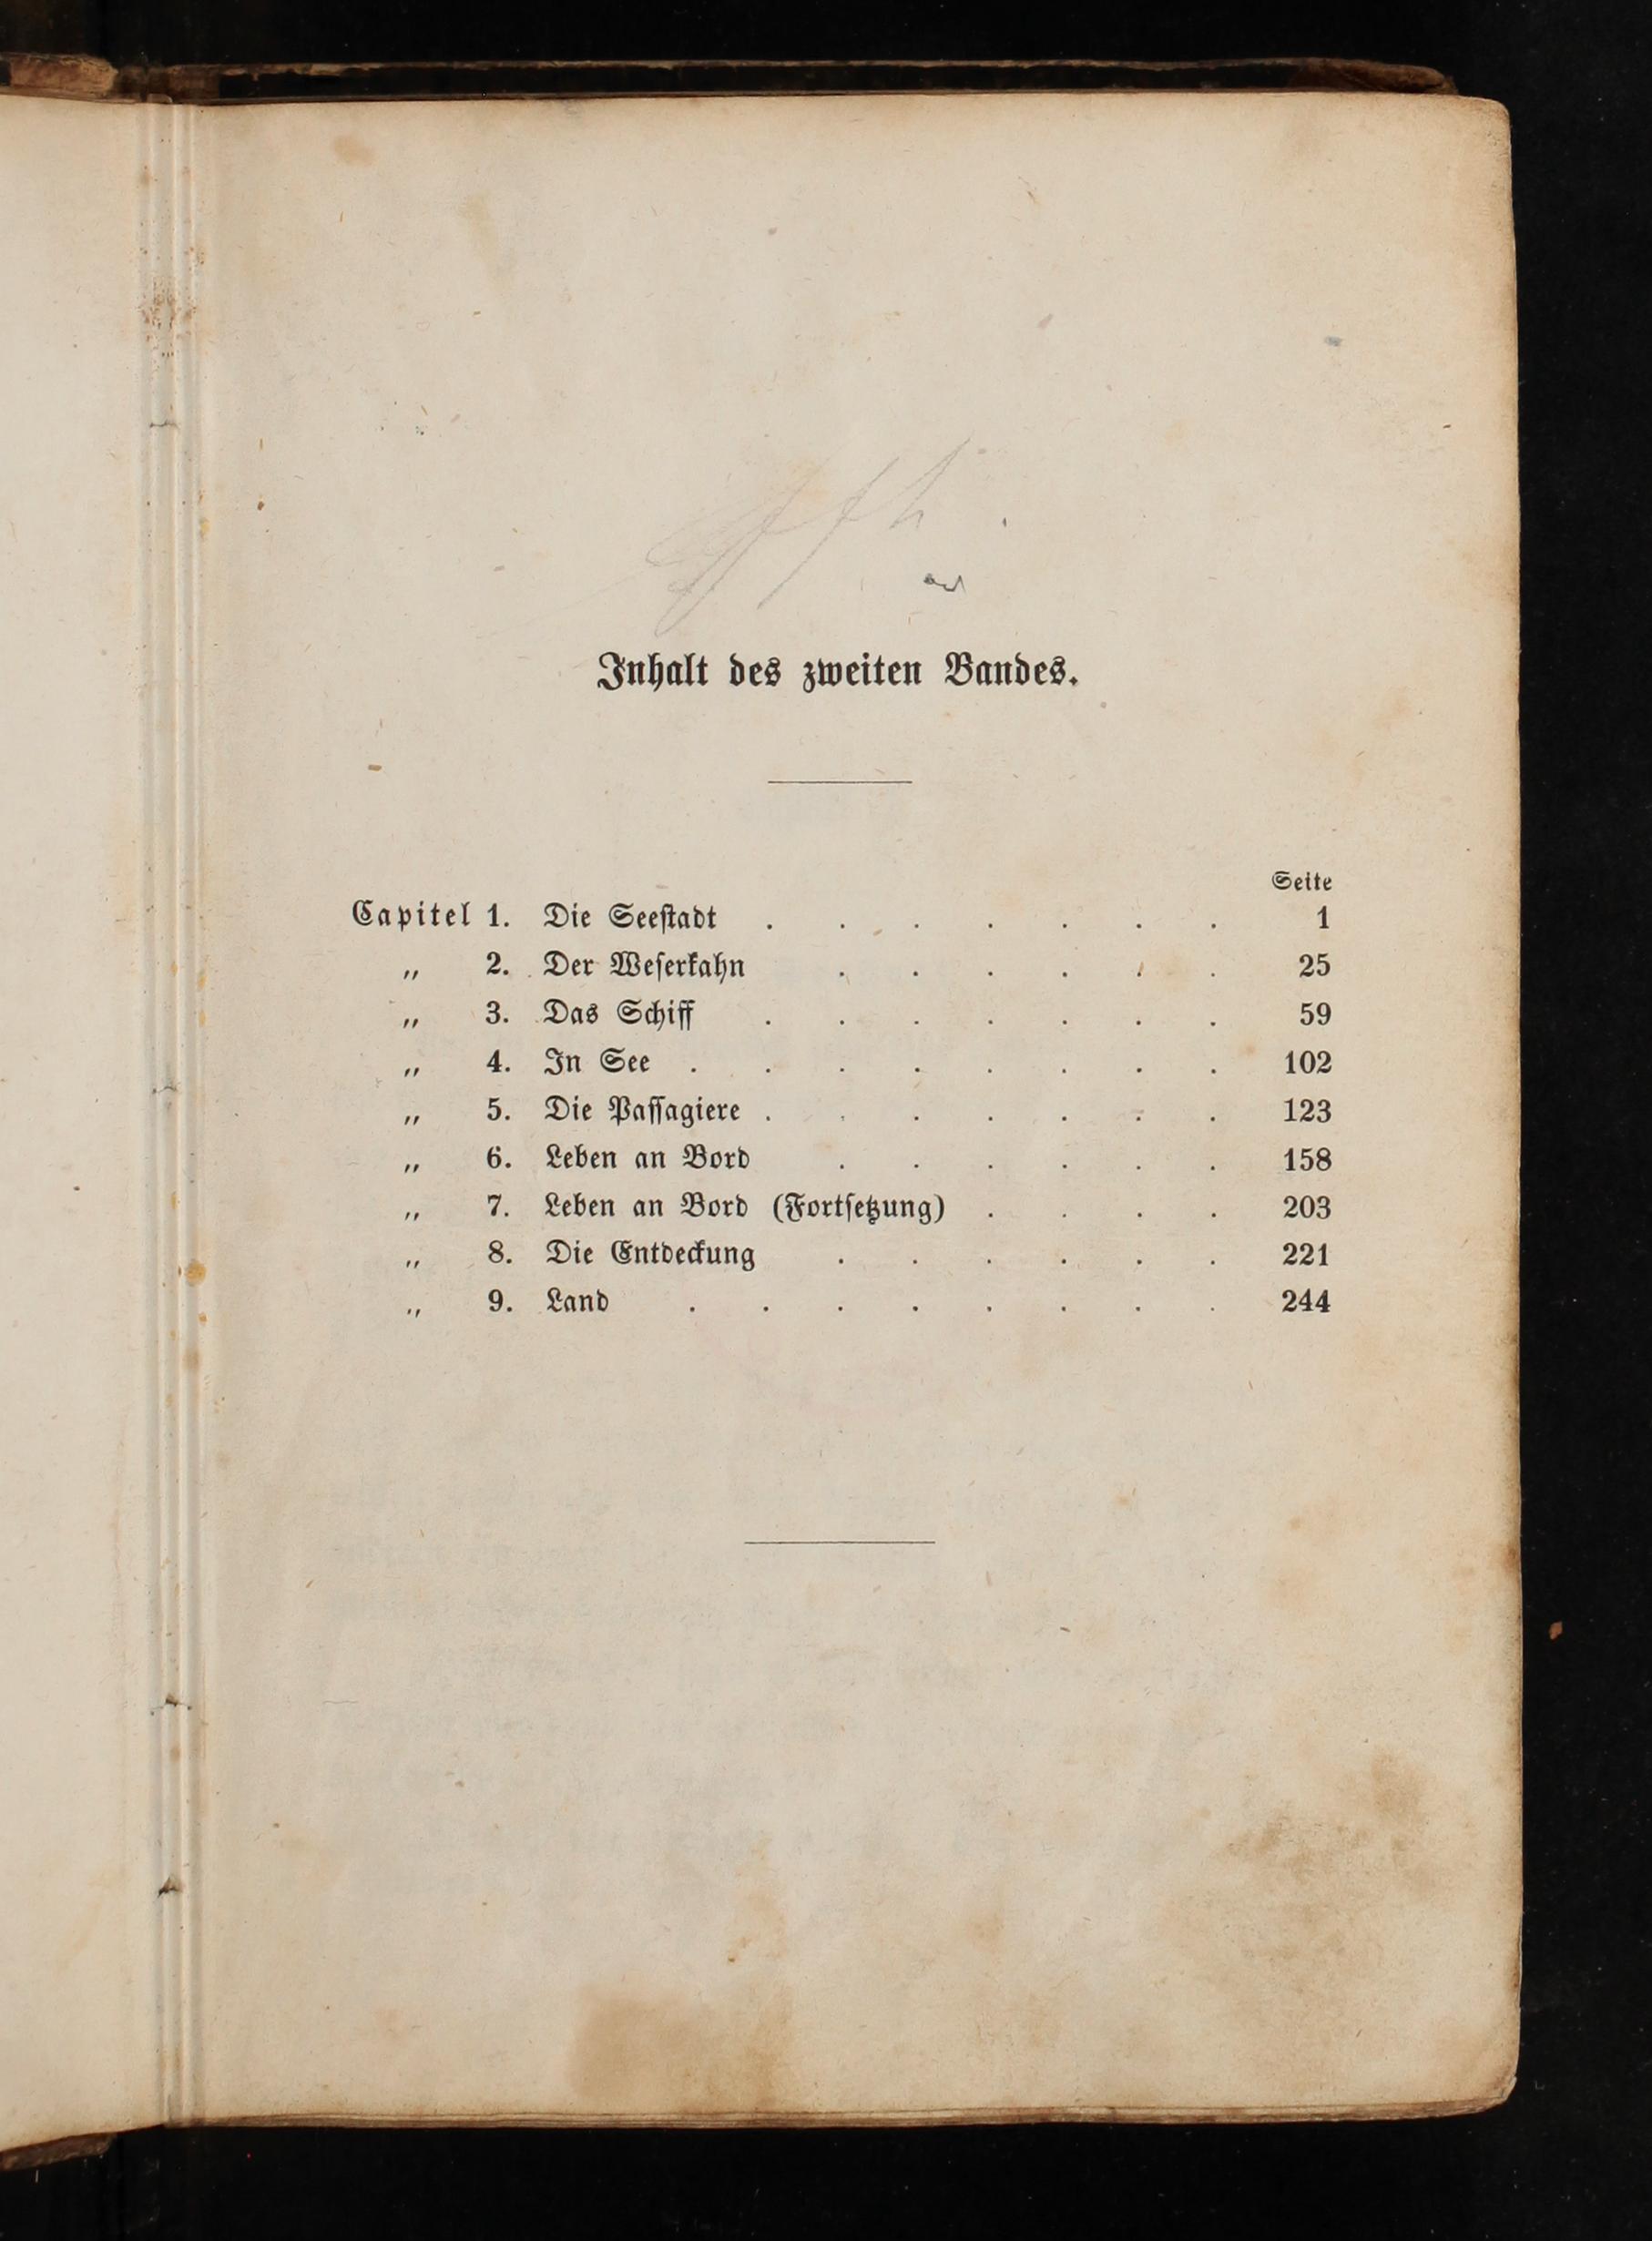 Inhalt des zweiten Bandes.
Seite
Capitel 1. Die Seeſtadt . . . . . . . 1
„ 2. Der Weſerkahn . . . . . . 25
„ 3. Das Schiff . . . . . . . 59
„ 4. In See . . . . . . . . 102
„ 5. Die Paſſagiere . . . . . . . 123
„ 6. Leben an Bord . . . . . . 158
„ 7. Leben an Bord (Fortſetzung) . . . . 203
„ 8. Die Entdeckung . . . . . . 221
„ 9. Land . . . . . . . . 244